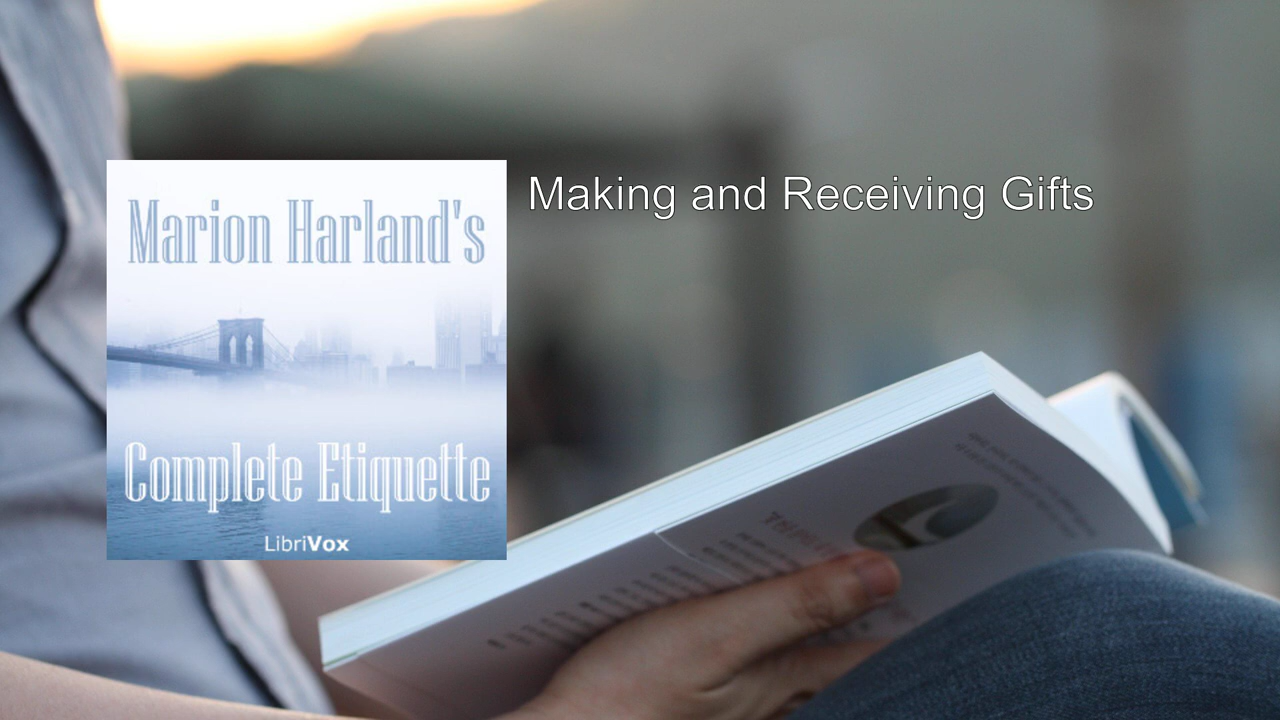 Marion Harland's
Complete Etiquette
LibriVox
Making and Receiving Gifts